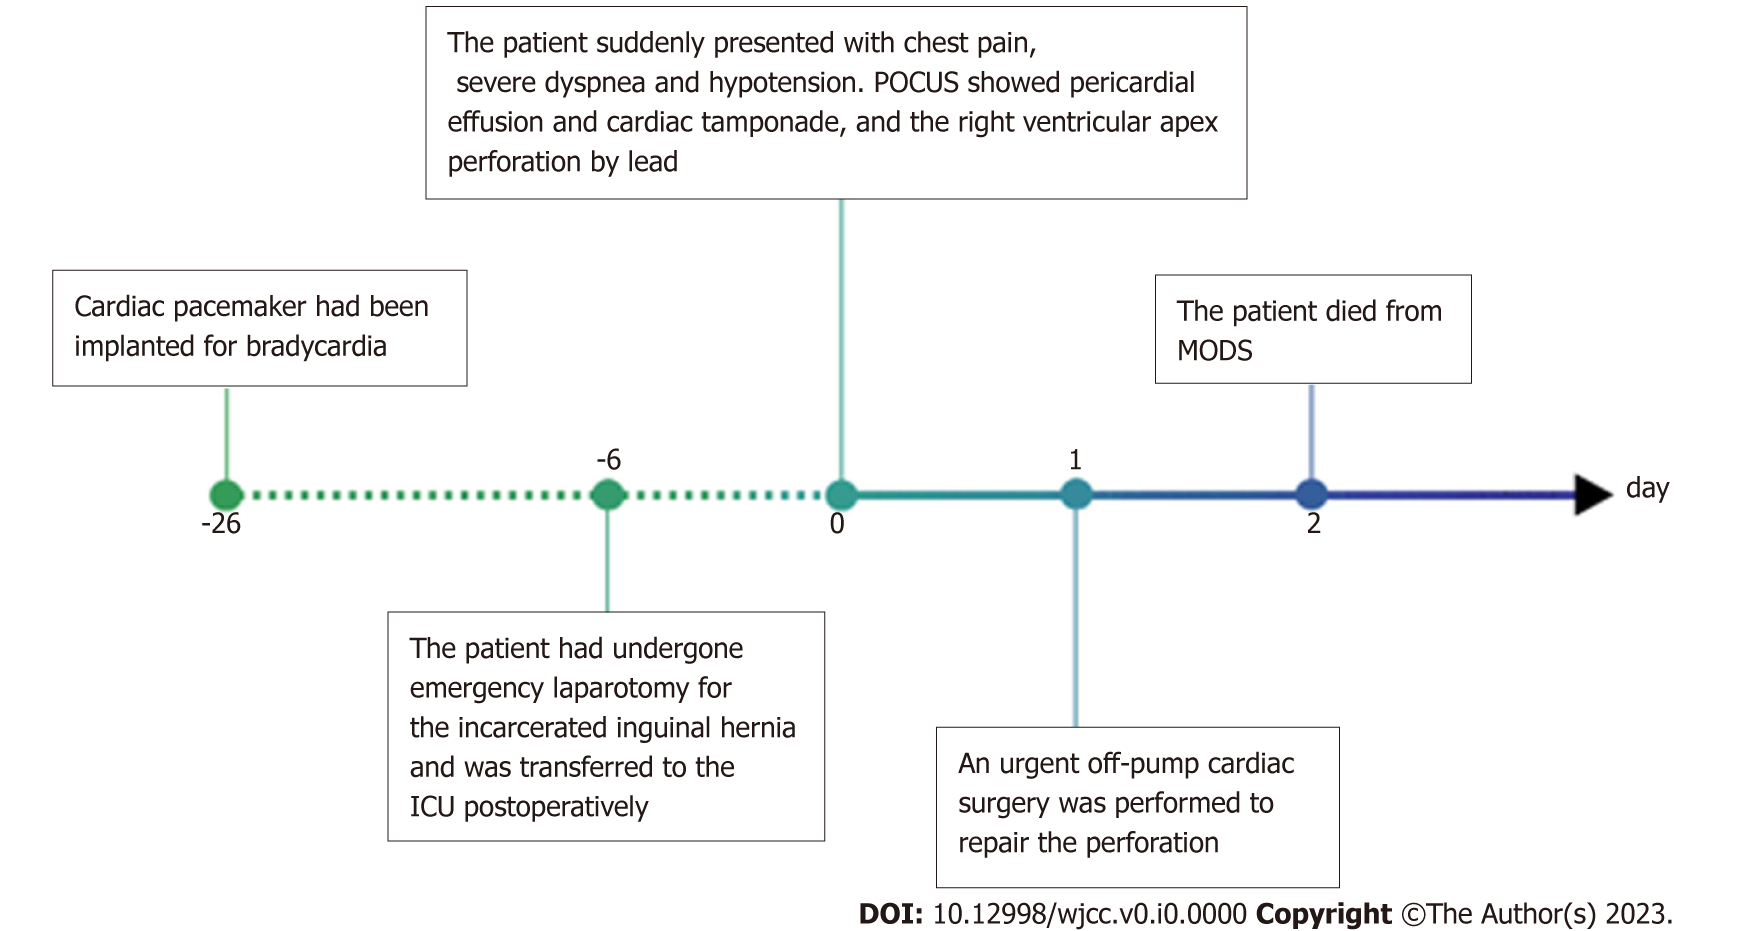 The patient suddenly presented with chest pain,
severe dyspnea and hypotension. POCUS showed pericardial
effusion and cardiac tamponade, and the right ventricular apex
perforation by lead
Cardiac pacemaker had been
implanted for bradycardia
The patient died from
MODS
-6
1
day
-26
0
2
The patient had undergone
emergency laparotomy for
the incarcerated inguinal hernia
and was transferred to the
ICU postoperatively
An urgent off-pump cardiac
surgery was performed to
repair the perforation
DOI: 10.12998/wjcc.v0.i0.0000 Copyright ©The Author(s) 2023.